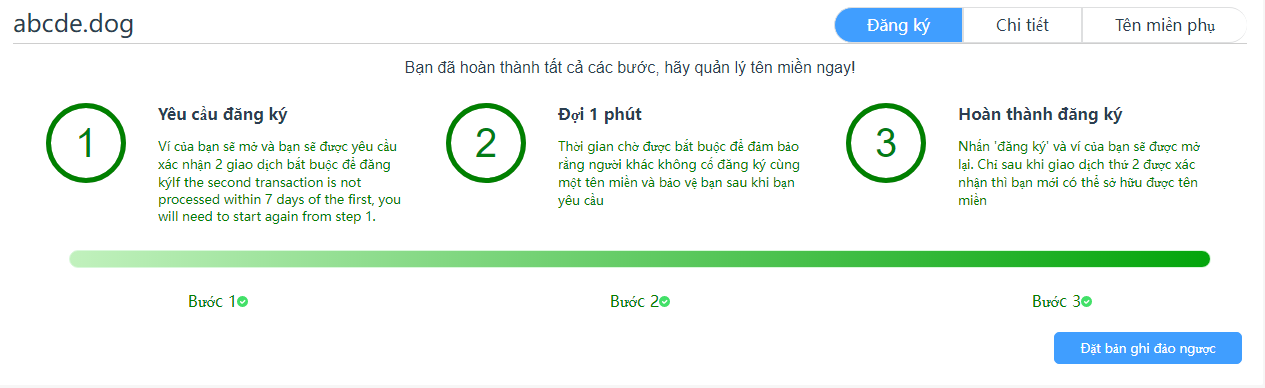 abcde.dog
Đăng ký
Chi tiết
Tên miền phụ
Bạn đã hoàn thành tất cả các bước, hãy quản lý tên miền ngay!
1
Yêu cầu đăng ký
Ví của bạn sẽ mở và bạn sẽ được yêu cầu
xác nhận 2 giao dịch bắt buộc để đăng
kýIf the second transaction is not
processed within 7 days of the first, you
will need to start again from step 1.
2
Đợi 1 phút
Thời gian chờ được bắt buộc để đảm bảo
rằng người khác không cố đăng ký cùng
một tên miền và bảo vệ bạn sau khi bạn
yêu cầu
3
Hoàn thành đăng ký
Nhấn 'đăng ký' và ví của bạn sẽ được mở
lại. Chỉ sau khi giao dịch thứ 2 được xác
nhận thì bạn mới có thể sở hữu được tên
miền
Bước 1
Bước 2
Bước 3
Đặt bản ghi đảo ngược